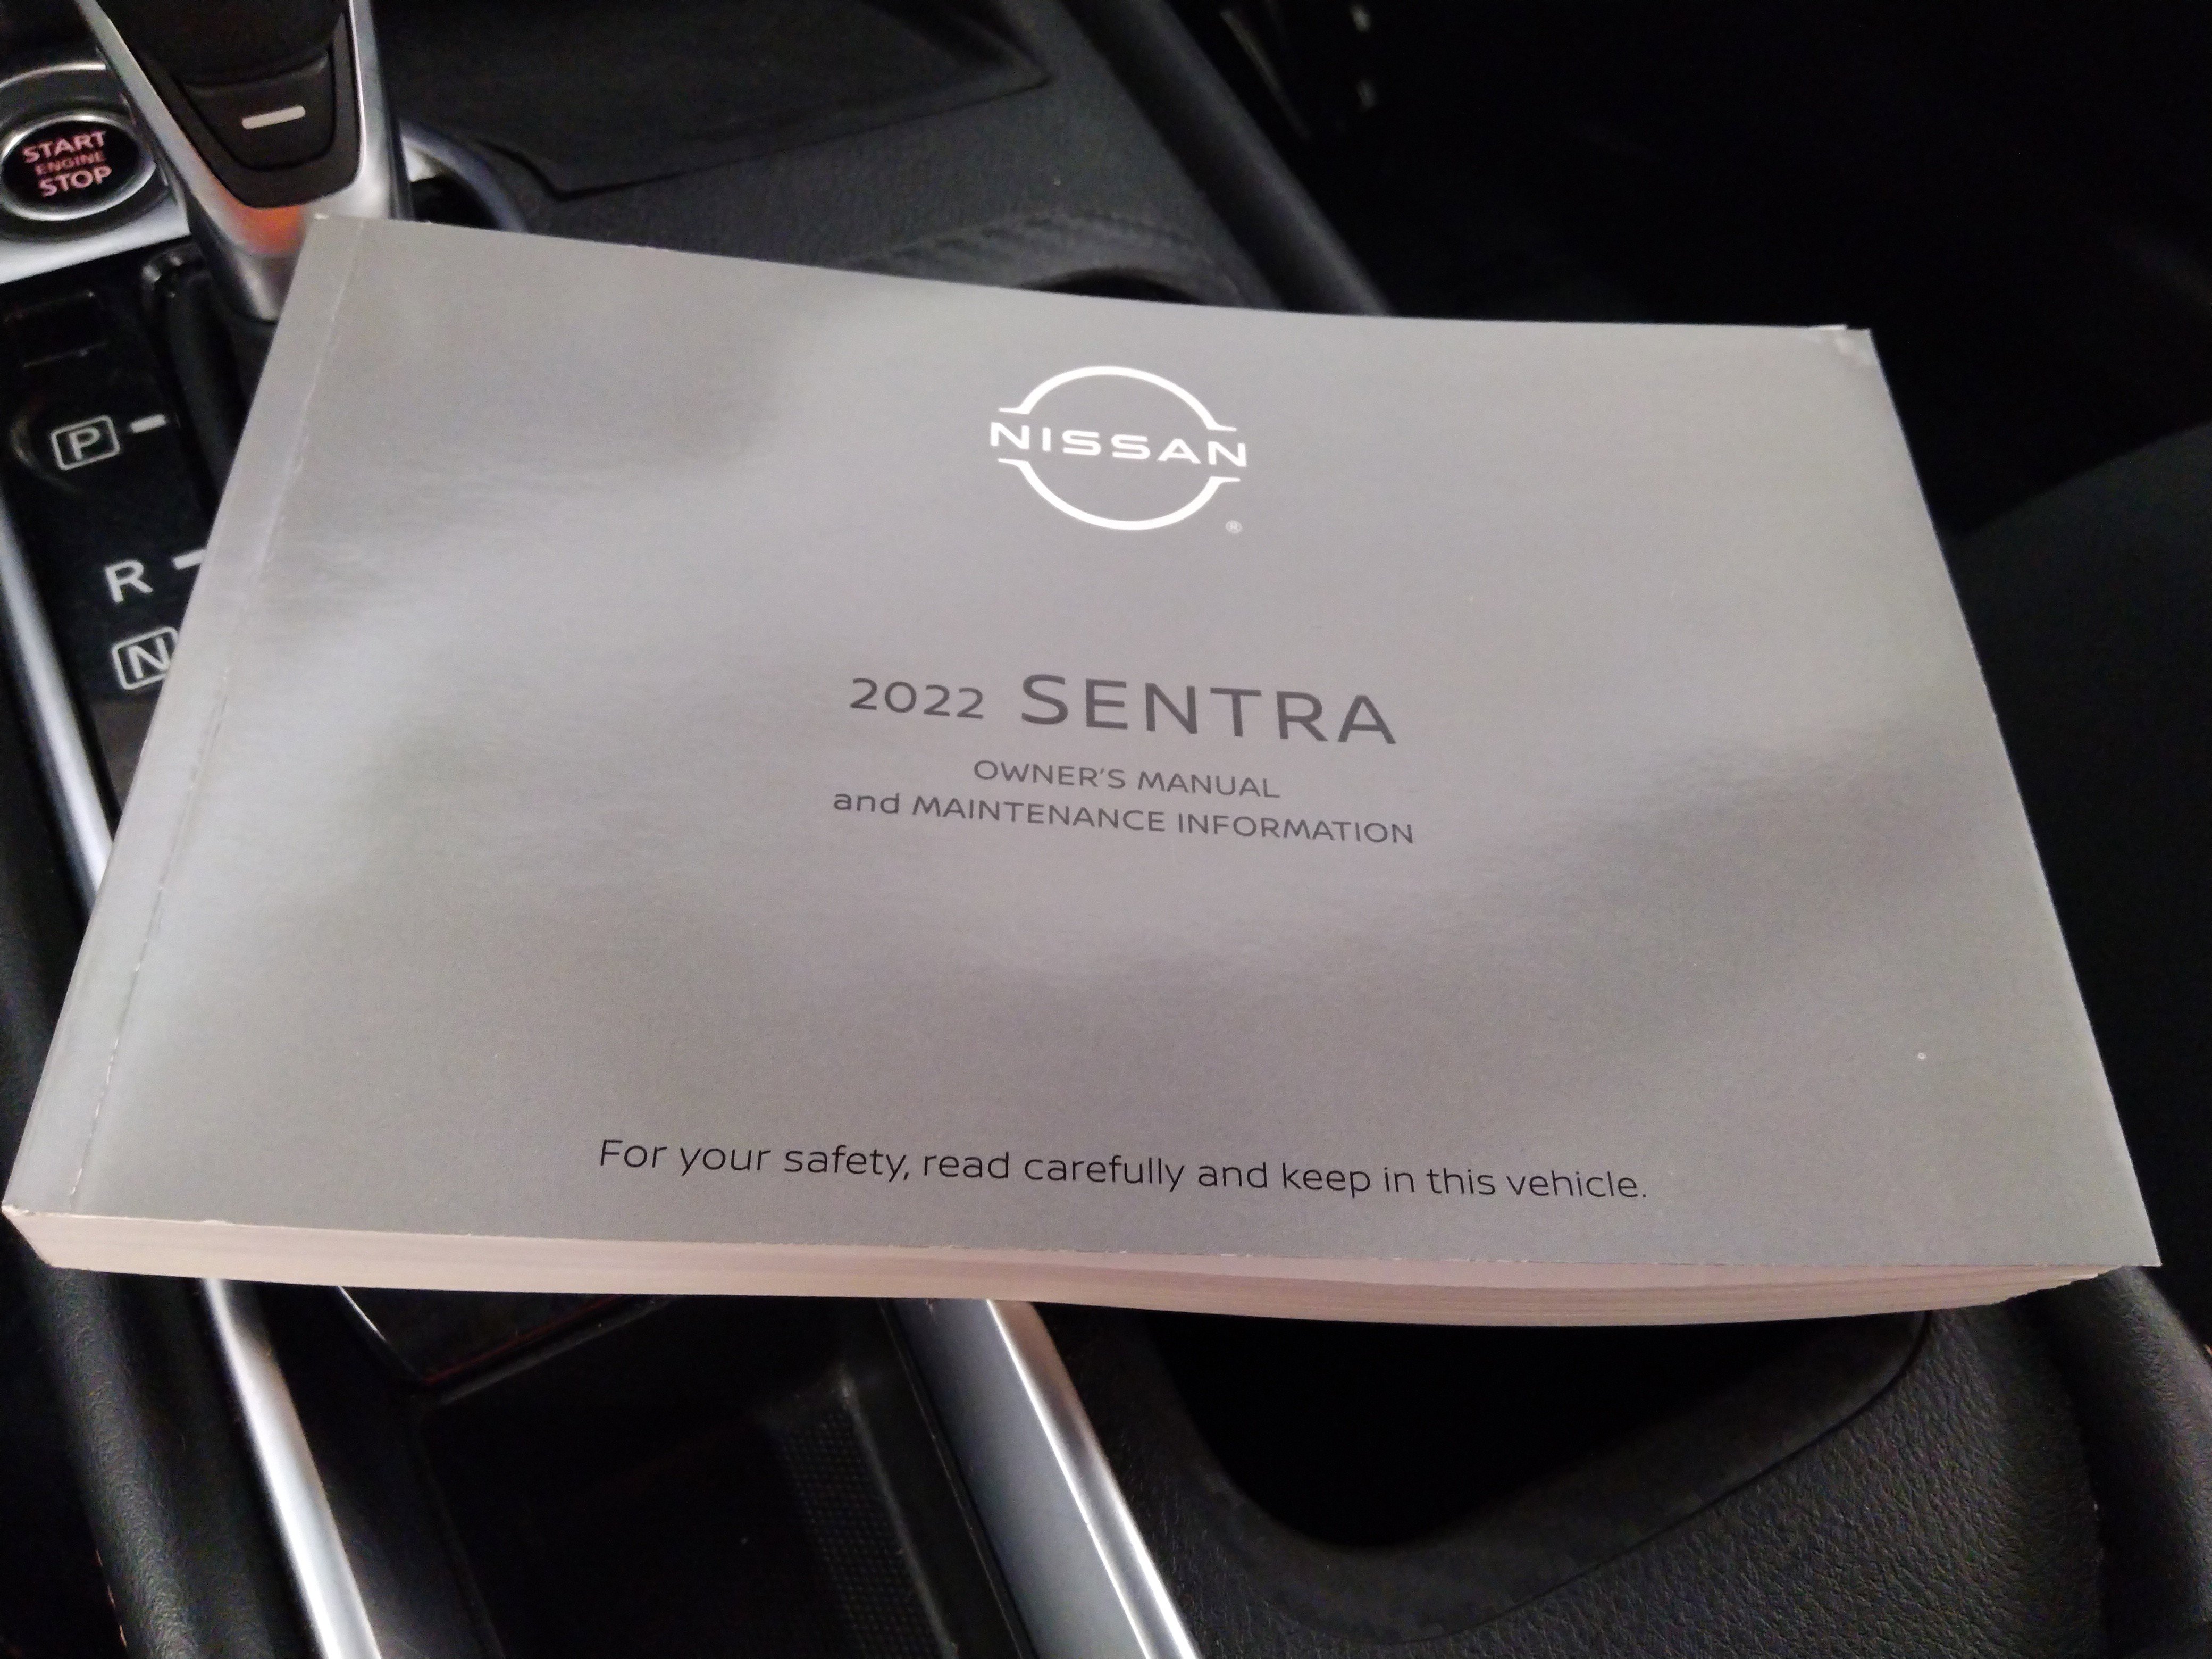 START
ENGINE
STOP
P
R
N
NISSAN
®
2022 SENTRA
OWNER'S MANUAL
and MAINTENANCE INFORMATION
For your safety, read carefully and keep in this vehicle.